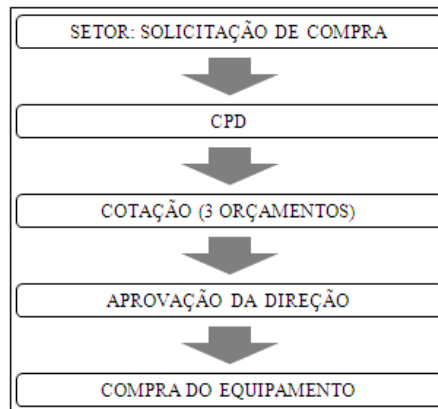 SETOR: SOLICITAÇÃO DE COMPRA
CPD
COTAÇÃO (3 ORÇAMENTOS)
APROVAÇÃO DA DIREÇÃO
COMPRA DO EQUIPAMENTO